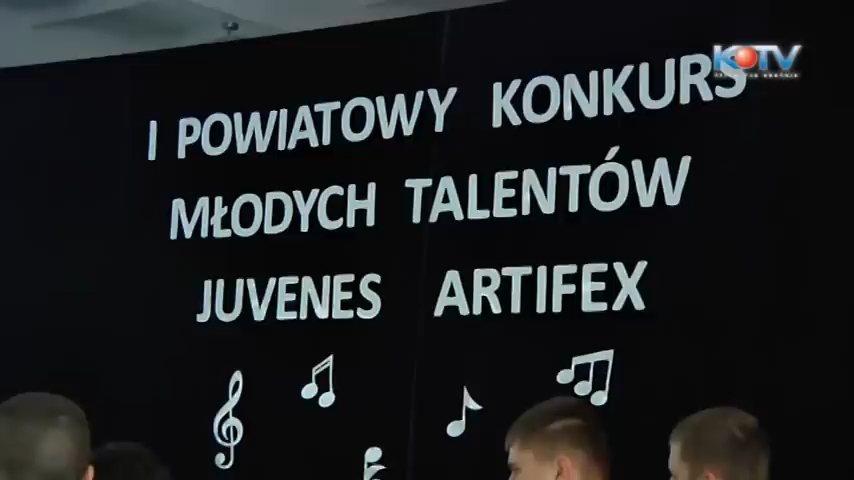 KOTV
I POWIATOWY KONKURS
MŁODYCH TALENTÓW
JUVENES ARTIFEX